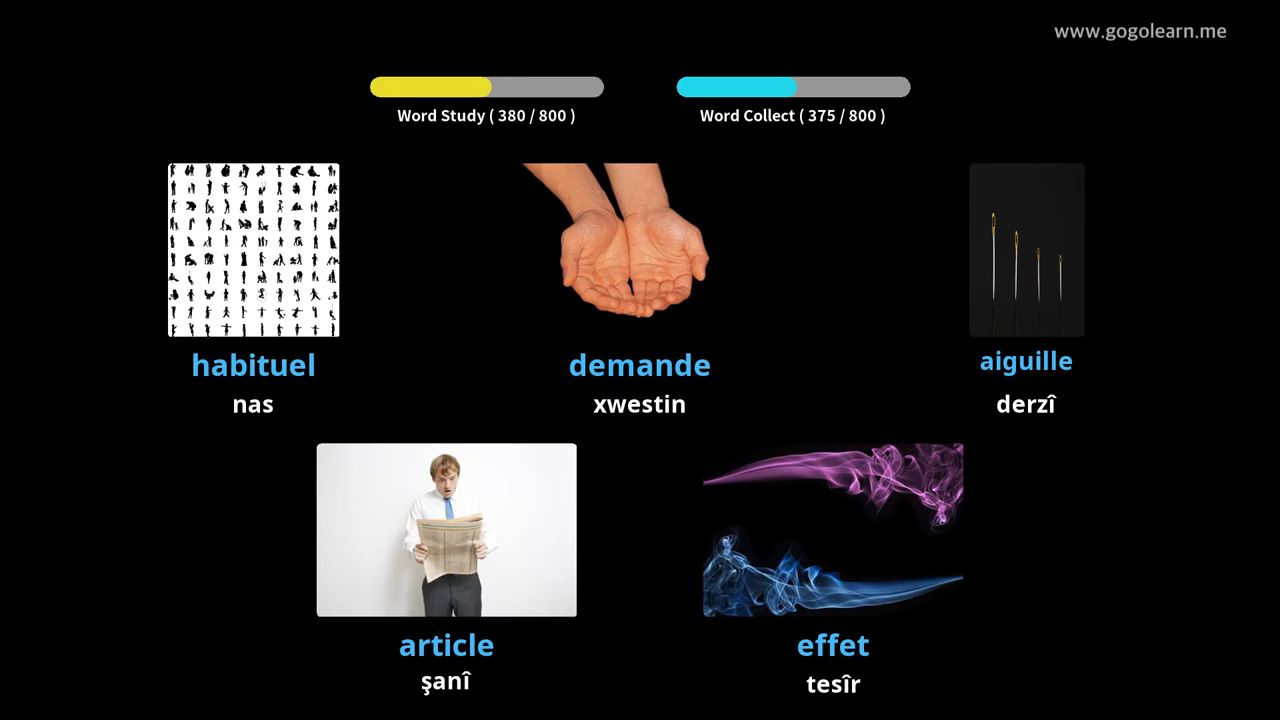 www.gogolearn.me
Word Study ( 380 / 800 )
Word Collect ( 375 / 800 )
habituel
nas
demande
xwestin
aiguille
derzî
article
şanî
effet
tesîr